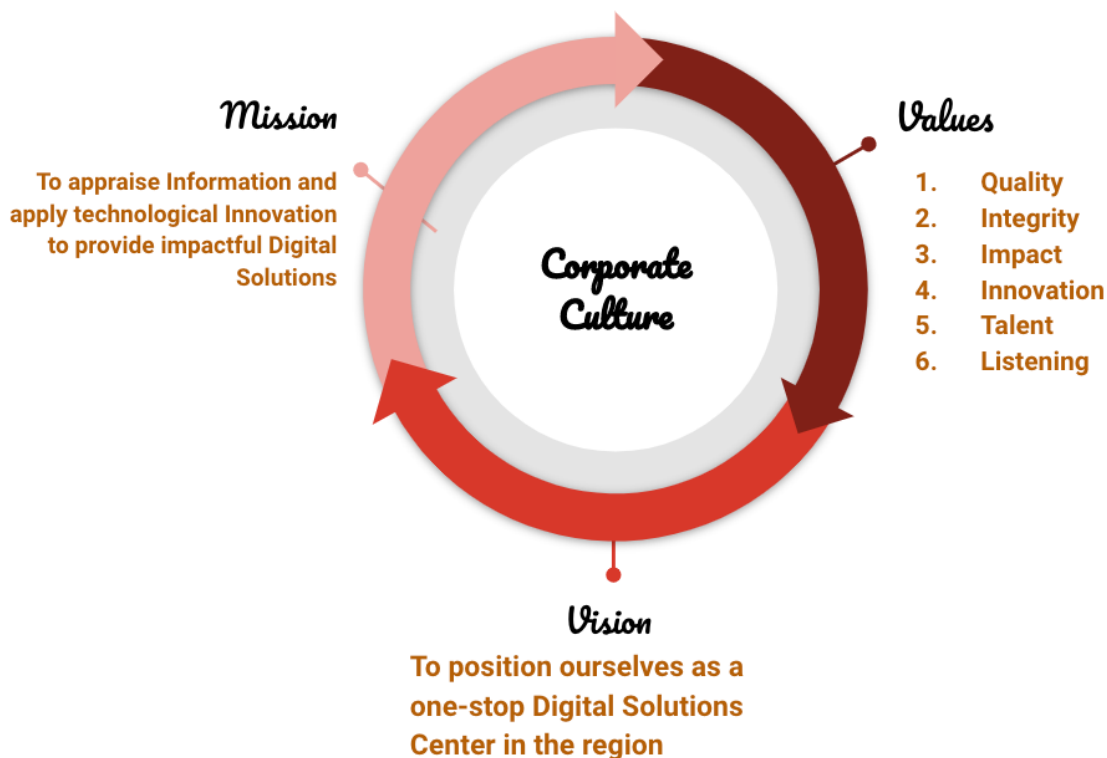 Mission
To appraise Information and
apply technological Innovation
to provide impactful Digital
Solutions
Corporate
Culture
Values
1. Quality
2. Integrity
3. Impact
4. Innovation
5. Talent
6. Listening
Vision
To position ourselves as a
one-stop Digital Solutions
Center in the region